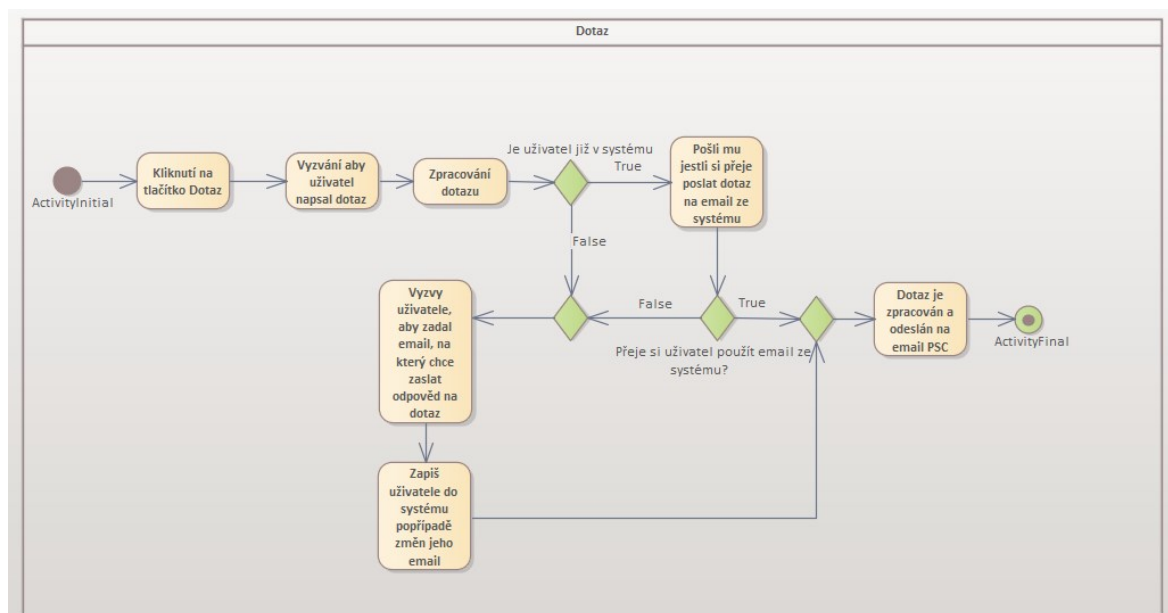 Dotaz
ActivityInitial
Kliknutí na
tlačítko Dotaz
Vyzvání aby
uživatel
napsal dotaz
Zpracování
dotazu
Je uživatel již v systému
True
False
Pošli mu
jestli si přeje
poslat dotaz
na email ze
systému
Vyzvy
uživatele,
aby zadal
email, na
který chce
zaslat
odpověd na
dotaz
False
True
Přeje si uživatel použít email ze
systému?
Dotaz je
zpracován a
odeslán na
email PSC
ActivityFinal
Zapiš
uživatele do
systému
popřípadě
změn jeho
email